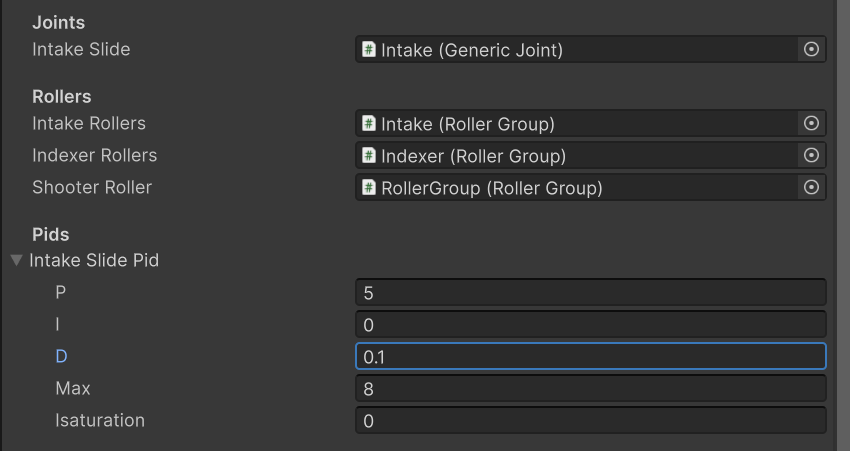 Joints
Intake Slide # Intake (Generic Joint)
Rollers
Intake Rollers # Intake (Roller Group)
Indexer Rollers # Indexer (Roller Group)
Shooter Roller # RollerGroup (Roller Group)
Pids
Intake Slide Pid
P 5
I 0
D 0.1
Max 8
Isaturation 0